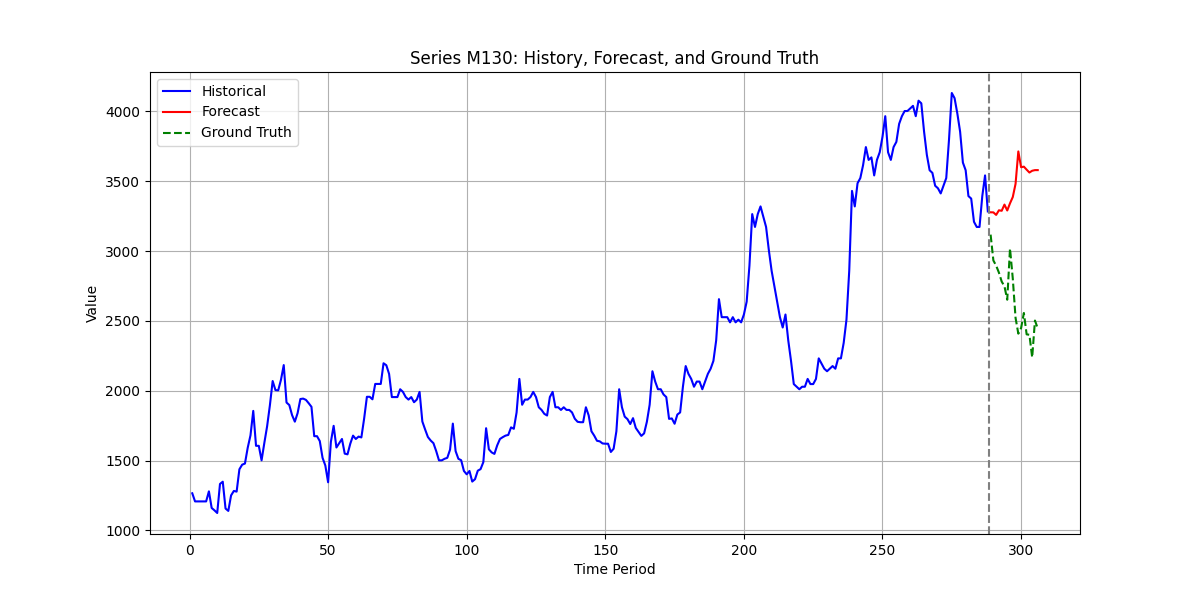 Series M130: History, Forecast, and Ground Truth
Historical
Forecast
Ground Truth
Value
4000
3500
3000
2500
2000
1500
1000
0 50 100 150 200 250 300
Time Period